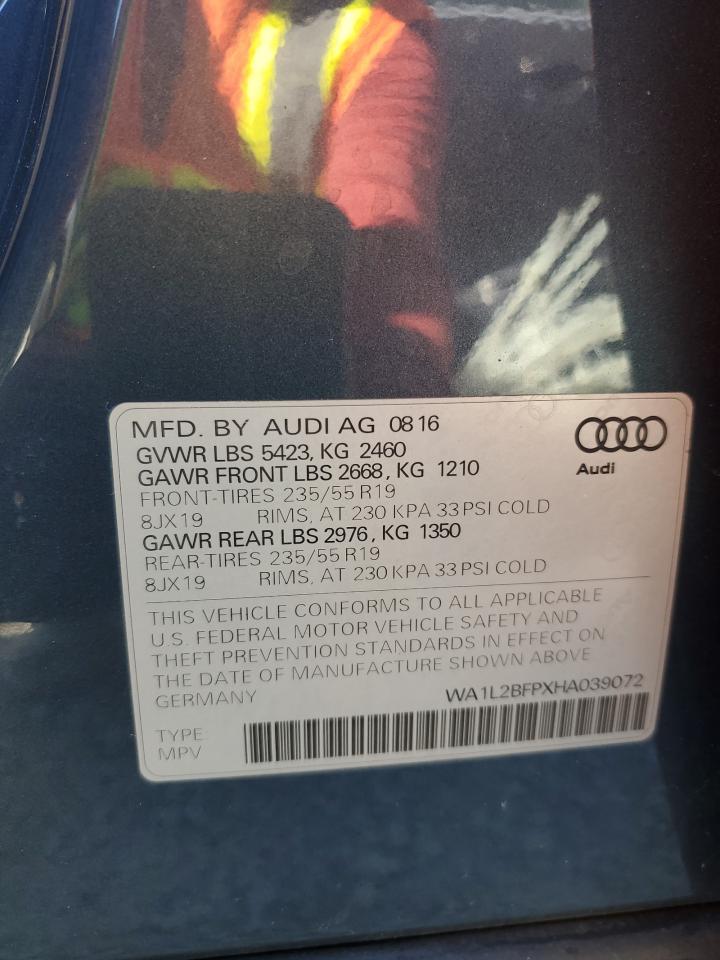 MFD. BY AUDI AG 08 16
GVWR LBS 5423, KG 2460
GAWR FRONT LBS 2668, KG 1210
FRONT-TIRES 235/55 R19
8JX19 RIMS, AT 230 KPA 33 PSI COLD
GAWR REAR LBS 2976, KG 1350
REAR-TIRES 235/55 R19
8JX19 RIMS, AT 230 KPA 33 PSI COLD
Audi
THIS VEHICLE CONFORMS TO ALL APPLICABLE
U.S. FEDERAL MOTOR VEHICLE SAFETY AND
THEFT PREVENTION STANDARDS IN EFFECT ON
THE DATE OF MANUFACTURE SHOWN ABOVE
GERMANY WA1L2BFPXHA039072
TYPE:
MPV